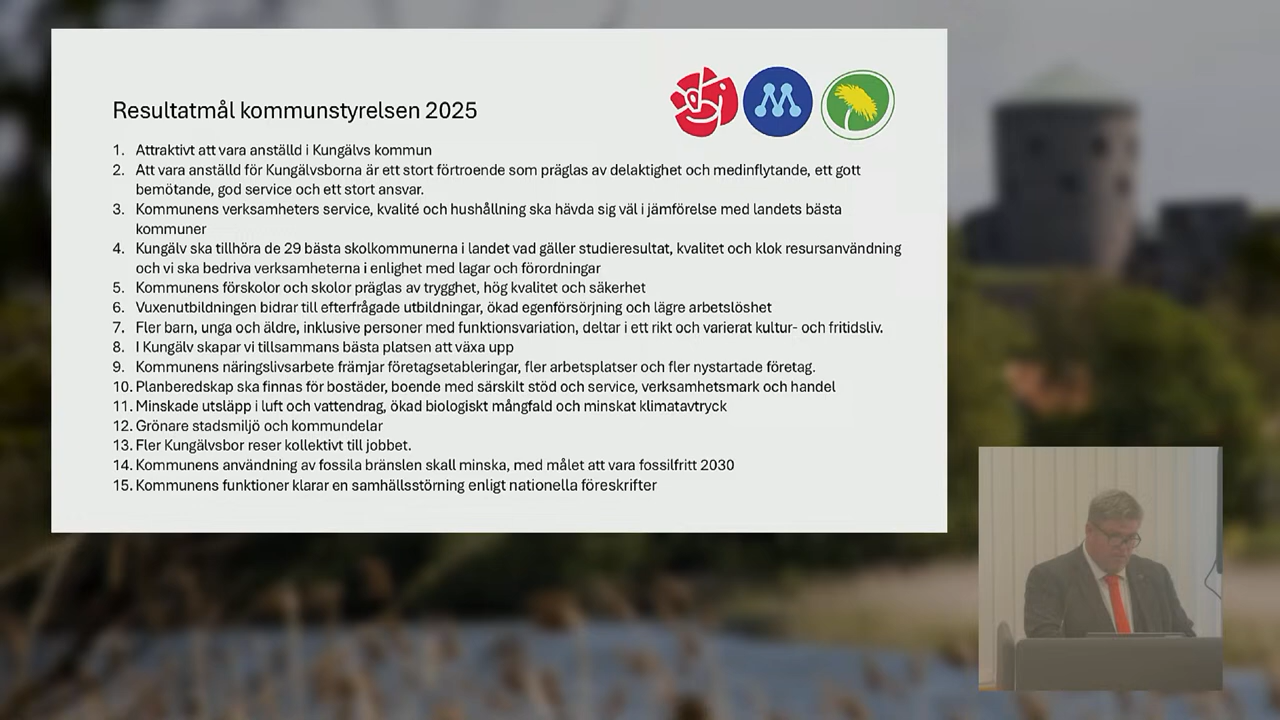 Resultatmål kommunstyrelsen 2025
1. Attraktivt att vara anställd i Kungälvs kommun
2. Att vara anställd för Kungälvsborna är ett stort förtroende som präglas av delaktighet och medinflytande, ett gott
bemötande, god service och ett stort ansvar.
3. Kommunens verksamheters service, kvalité och hushållning ska hävda sig väl i jämförelse med landets bästa
kommuner
4. Kungälv ska tillhöra de 29 bästa skolkommunerna i landet vad gäller studieresultat, kvalitet och klok resursanvändning
och vi ska bedriva verksamheterna i enlighet med lagar och förordningar
5. Kommunens förskolor och skolor präglas av trygghet, hög kvalitet och säkerhet
6. Vuxenutbildningen bidrar till efterfrågade utbildningar, ökad egenförsörjning och lägre arbetslöshet
7. Fler barn, unga och äldre, inklusive personer med funktionsvariation, deltar i ett rikt och varierat kultur- och fritidsliv.
8. I Kungälv skapar vi tillsammans bästa platsen att växa upp
9. Kommunens näringslivsarbete främjar företagsetableringar, fler arbetsplatser och fler nystartade företag.
10. Planberedskap ska finnas för bostäder, boende med särskilt stöd och service, verksamhetsmark och handel
11. Minskade utsläpp i luft och vattendrag, ökad biologiskt mångfald och minskat klimatavtryck
12. Grönare stadsmiljö och kommundelar
13. Fler Kungälvsbor reser kollektivt till jobbet.
14. Kommunens användning av fossila bränslen skall minska, med målet att vara fossilfritt 2030
15. Kommunens funktioner klarar en samhällsstörning enligt nationella föreskrifter